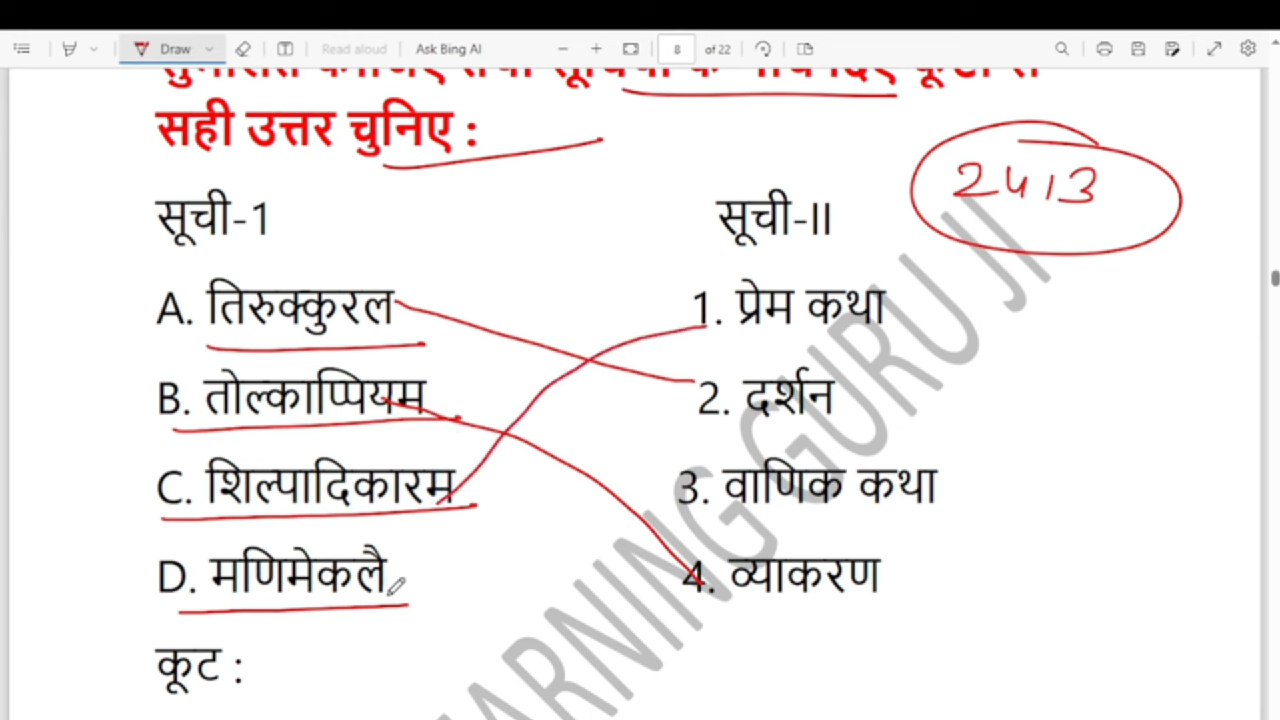 Draw Read aloud Ask Bing AI 8 of 22
सही उत्तर चुनिए :
2413
सूची-1 सूची-II
A. तिरुक्कुरल 1. प्रेम कथा
B. तोल्काप्पियम 2. दर्शन
C. शिल्पादिकारम 3. वाणिक कथा
D. मणिमेकलै 4. व्याकरण
कूट :
LEARNING GURU JI